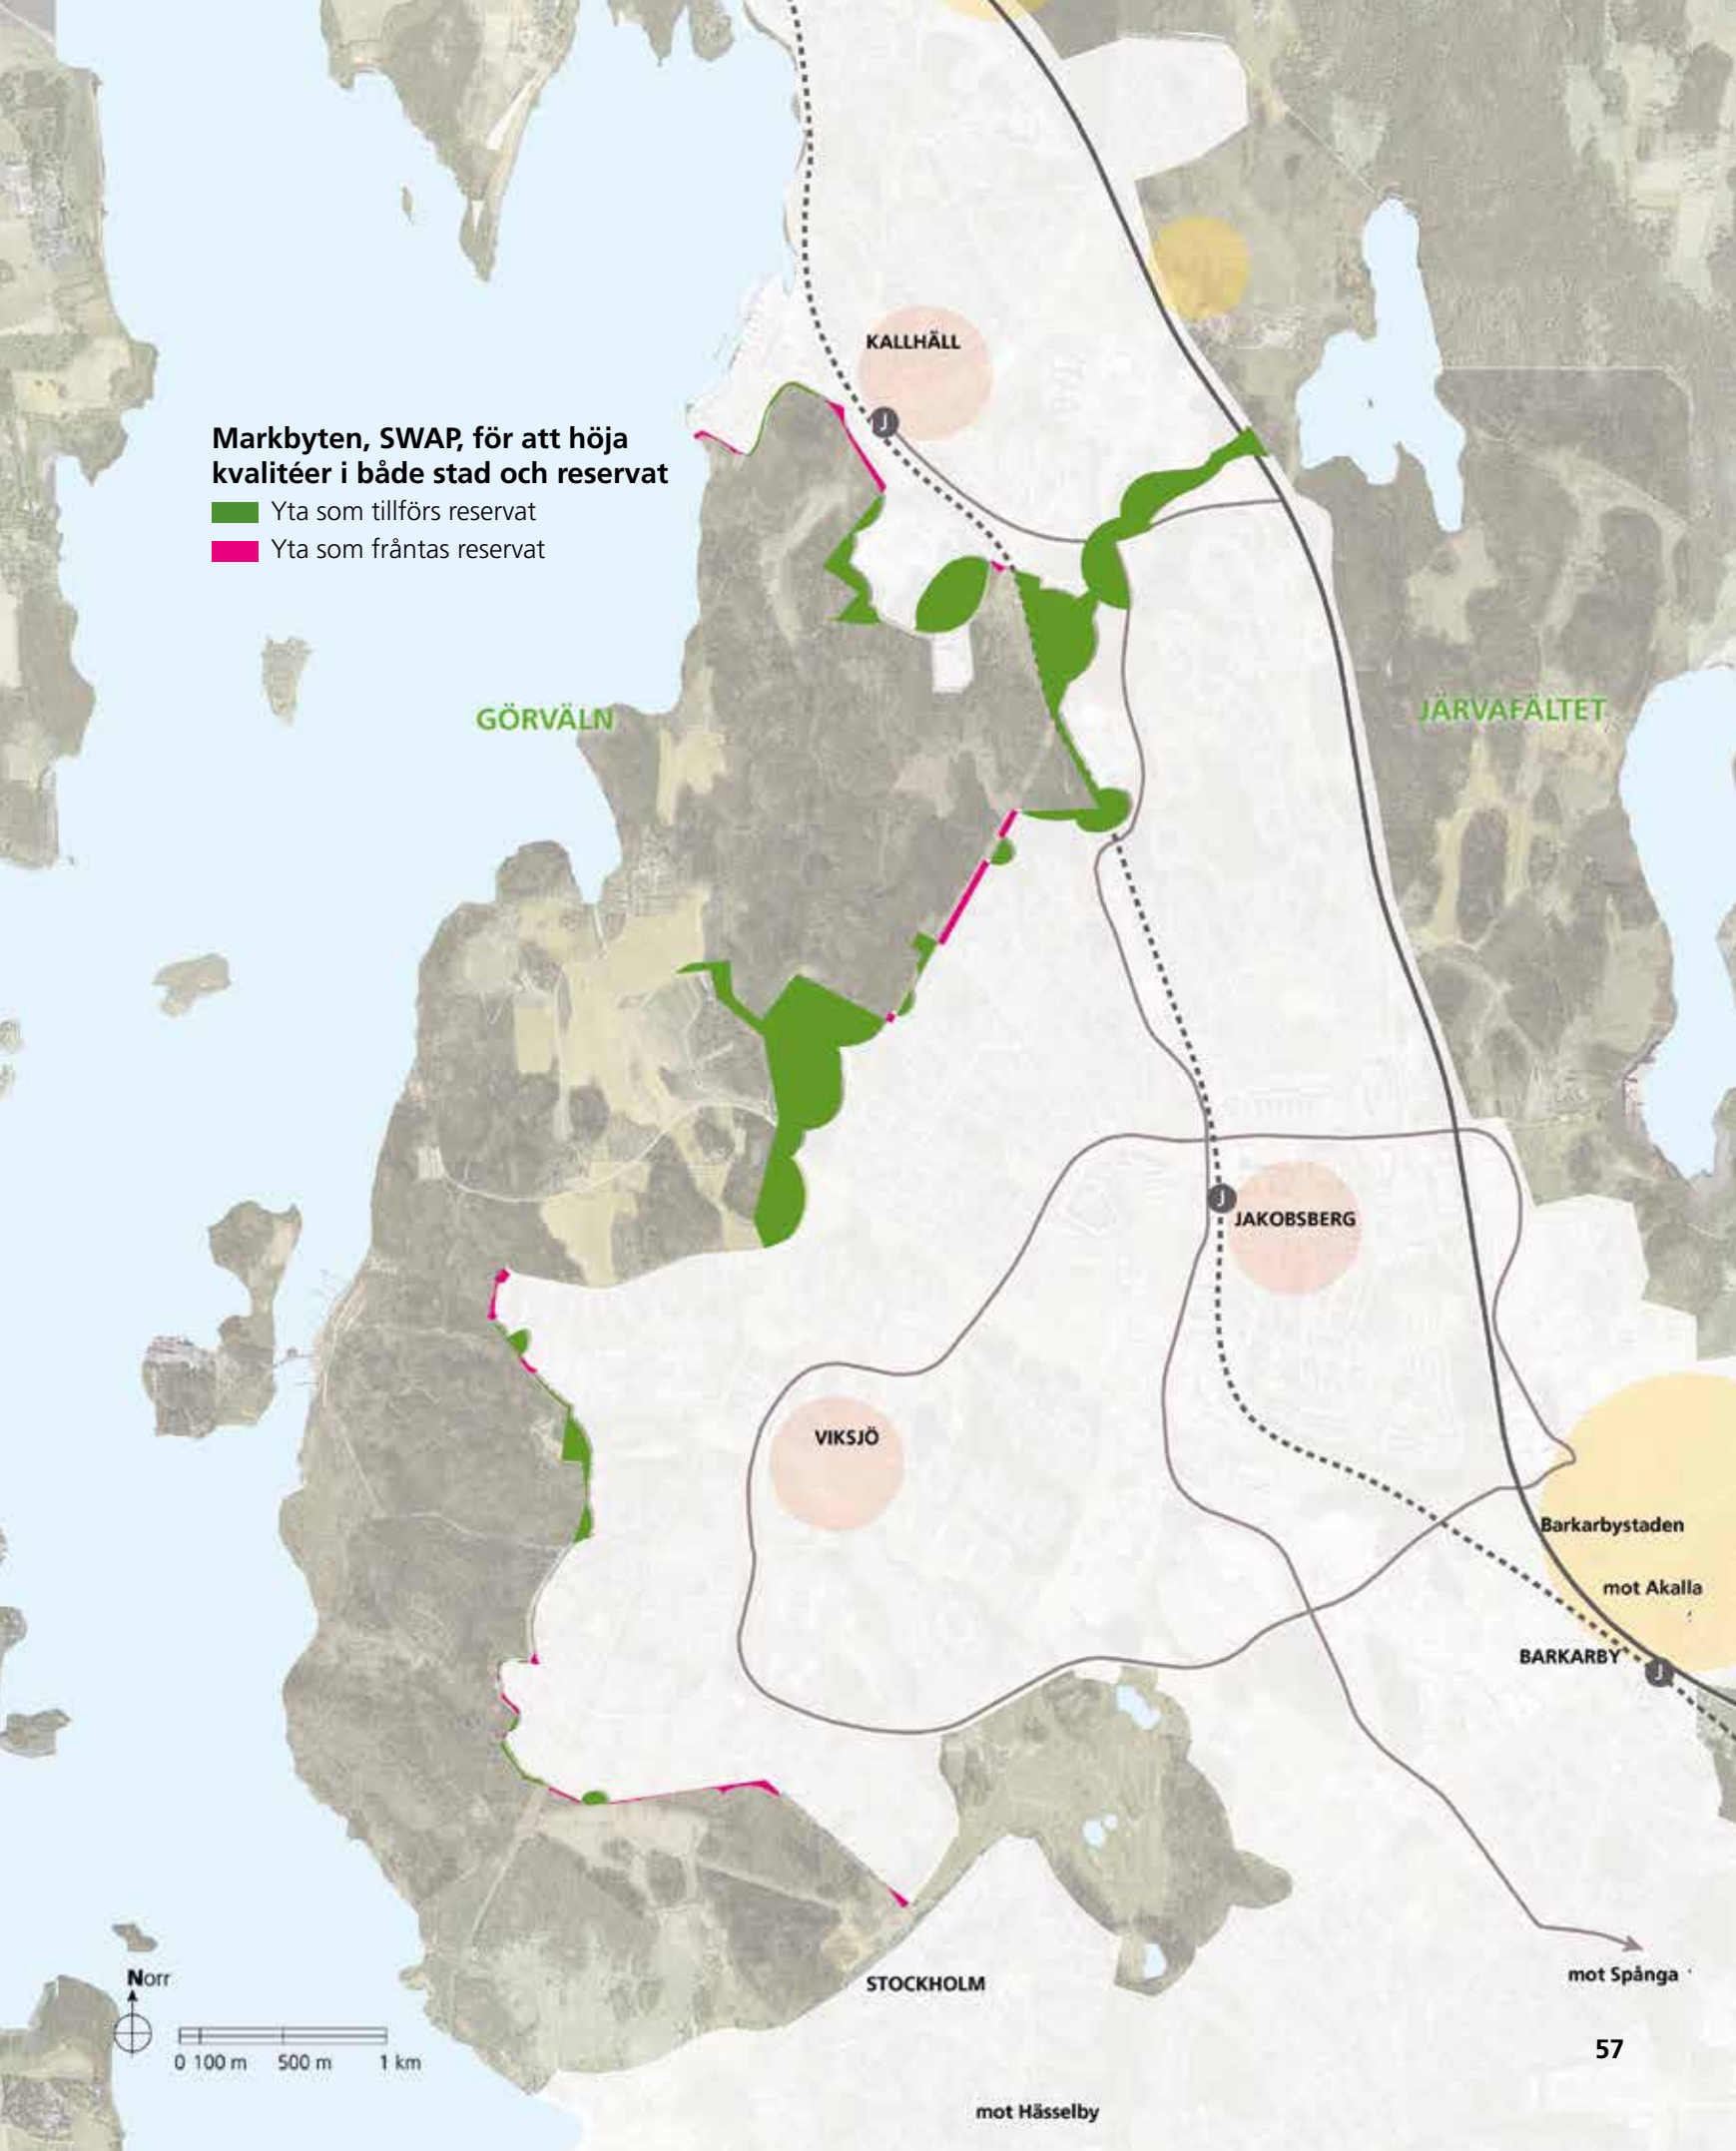 KALLHÄLL
J
Markbyten, SWAP, för att höja
kvalitéer i både stad och reservat
Yta som tillförs reservat
Yta som fråntas reservat
GÖRVÄLN
JÄRVAFÄLTET
J
JAKOBSBERG
VIKSJÖ
Barkarbystaden
mot Akalla
BARKARBY
J
mot Spånga
STOCKHOLM
Norr
0 100 m 500 m 1 km
57
mot Hässelby